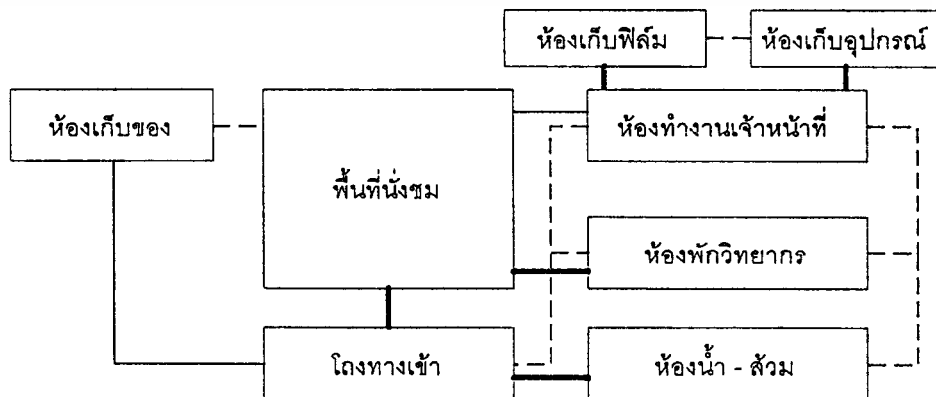 ห้องเก็บฟิล์ม
ห้องเก็บอุปกรณ์
ห้องเก็บของ
ห้องทำงานเจ้าหน้าที่
พื้นที่นั่งชม
ห้องพักวิทยากร
โถงทางเข้า
ห้องน้ำ - ส้วม